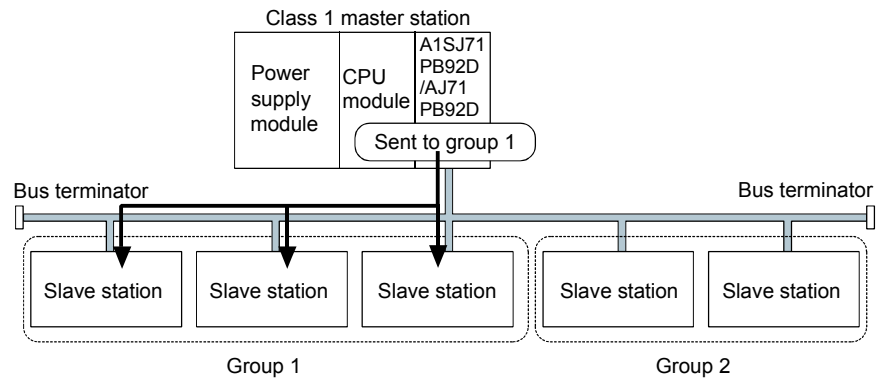 Class 1 master station
Power
supply
module
CPU
module
A1SJ71
PB92D
/AJ71
PB92D
Sent to group 1
Bus terminator
Bus terminator
Slave station
Slave station
Slave station
Slave station
Slave station
Group 1
Group 2